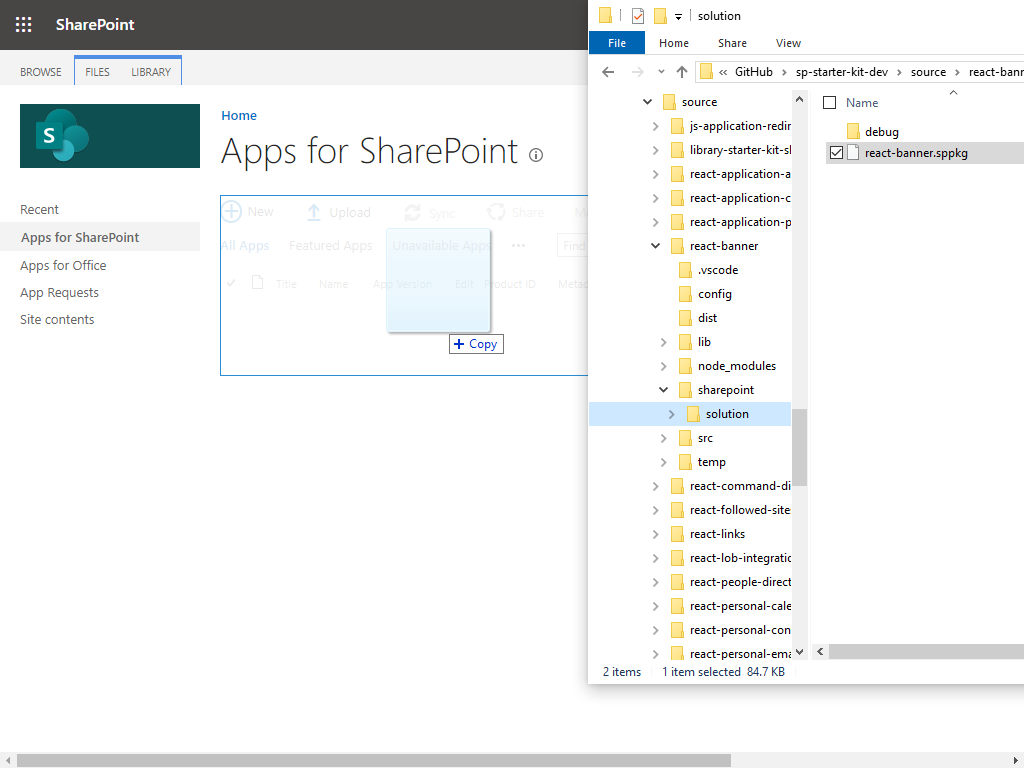 SharePoint
BROWSE FILES LIBRARY
S
Home
Apps for SharePoint
Recent
Apps for SharePoint
Apps for Office
App Requests
Site contents
New Upload Sync Share
All Apps Featured Apps Unavailable Apps ••• Find
Title Name App Version Edit Product ID
Copy
solution
File Home Share View
« GitHub › sp-starter-kit-dev › source › react-bann
source
js-application-redir
library-starter-kit-sl
react-application-a
react-application-c
react-application-p
react-banner
.vscode
config
dist
lib
node_modules
sharepoint
solution
src
temp
react-command-di
react-followed-site
react-links
react-lob-integratio
react-people-direct
react-personal-cale
react-personal-con
react-personal-ema
Name
debug
react-banner.sppkg
2 items 1 item selected 84.7 KB